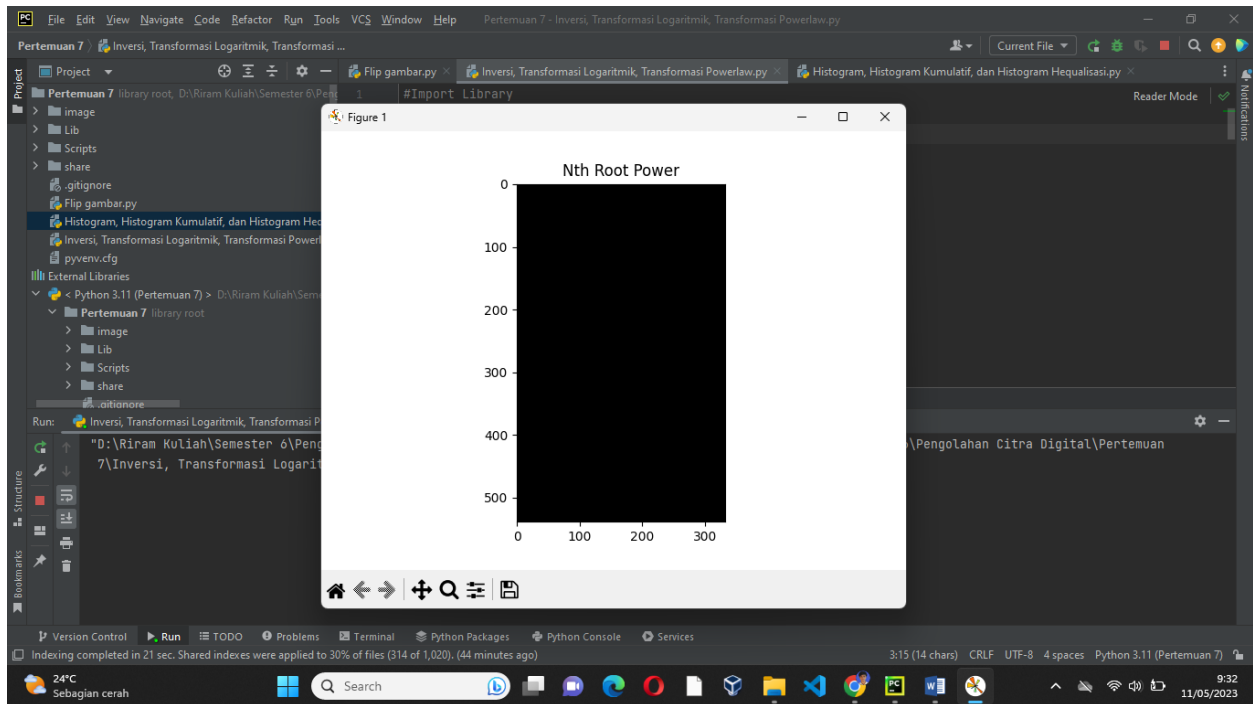 PC File Edit View Navigate Code Refactor Run Tools VCS Window Help Pertemuan 7 - Inversi, Transformasi Logaritmik, Transformasi Powerlaw.py
Pertemuan 7 Inversi, Transformasi Logaritmik, Transformasi ... Current File
Project Project Flip gambar.py Inversi, Transformasi Logaritmik, Transformasi Powerlaw.py Histogram, Histogram Kumulatif, dan Histogram Hequalisasi.py
Pertemuan 7 library root, D:\Riram Kuliah\Semester 6\Peng 1 #Import Library Reader Mode Notifications
image
Lib
Scripts
share
.gitignore
Flip gambar.py
Histogram, Histogram Kumulatif, dan Histogram Heq
Inversi, Transformasi Logaritmik, Transformasi Powerl
pyvenv.cfg
External Libraries
< Python 3.11 (Pertemuan 7) > D:\Riram Kuliah\Seme
Pertemuan 7 library root
image
Lib
Scripts
share
.gitignore
Figure 1
Nth Root Power
0
100
200
300
400
500
0 100 200 300
Run: Inversi, Transformasi Logaritmik, Transformasi P
"D:\Riram Kuliah\Semester 6\Peng \Pengolahan Citra Digital\Pertemuan
7\Inversi, Transformasi Logarit
Structure
Bookmarks
Version Control Run TODO Problems Terminal Python Packages Python Console Services
Indexing completed in 21 sec. Shared indexes were applied to 30% of files (314 of 1,020). (44 minutes ago) 3:15 (14 chars) CRLF UTF-8 4 spaces Python 3.11 (Pertemuan 7)
24°C
Sebagian cerah
Search
PC
9:32
11/05/2023